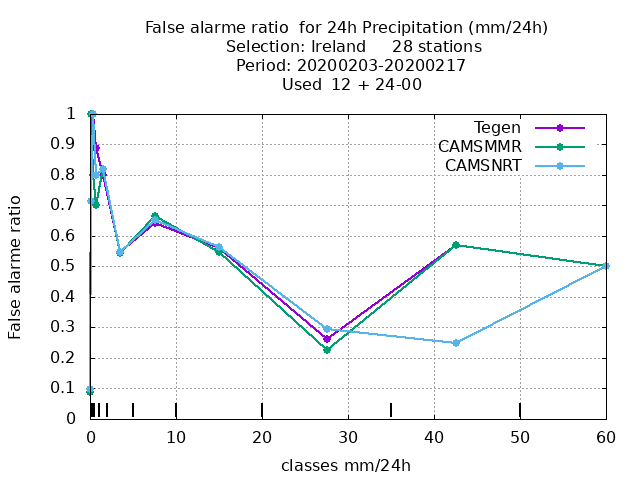 False alarme ratio  for 24h Precipitation (mm/24h)
Selection: Ireland     28 stations
Period: 20200203-20200217
Used  12 + 24-00
Tegen
CAMSMMR
CAMSNRT
False alarme ratio
1
0.9
0.8
0.7
0.6
0.5
0.4
0.3
0.2
0.1
0
0 10 20 30 40 50 60
classes mm/24h